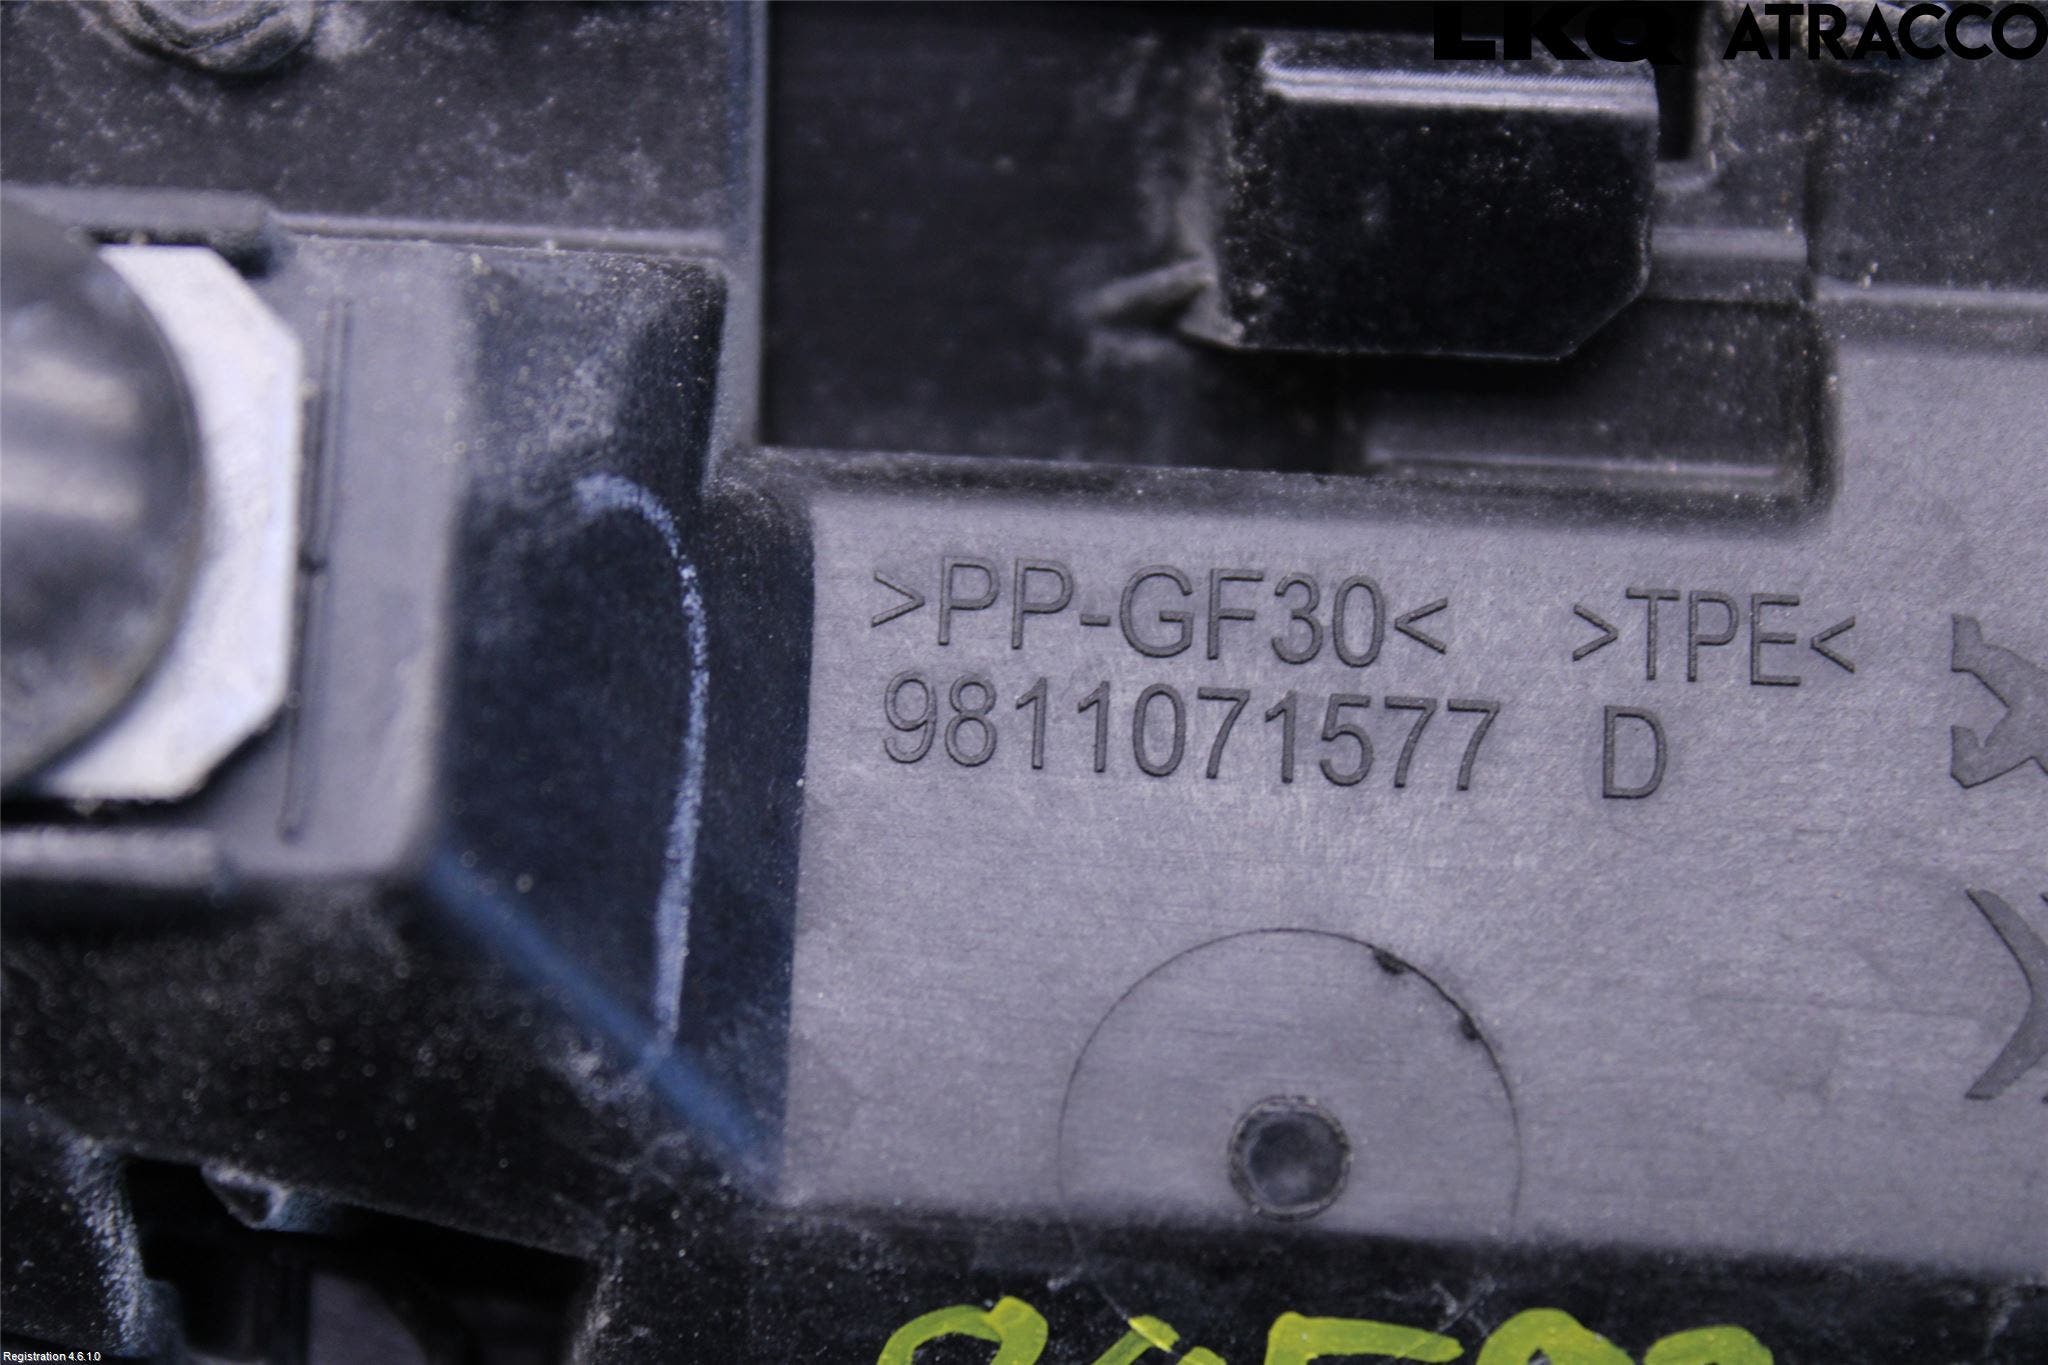 LKQ ATRACCO
>PP-GF30< >TPE<
9811071577 D
Registration 4.6.1.0